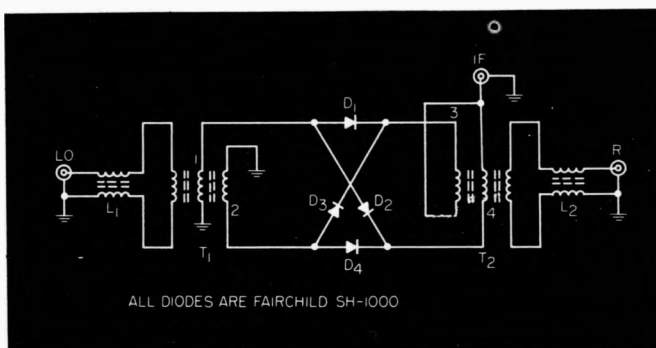 IF
D1
3
LO
1
R
D3
D2
L1
2
4
L2
T1
D4
T2
ALL DIODES ARE FAIRCHILD SH-1000